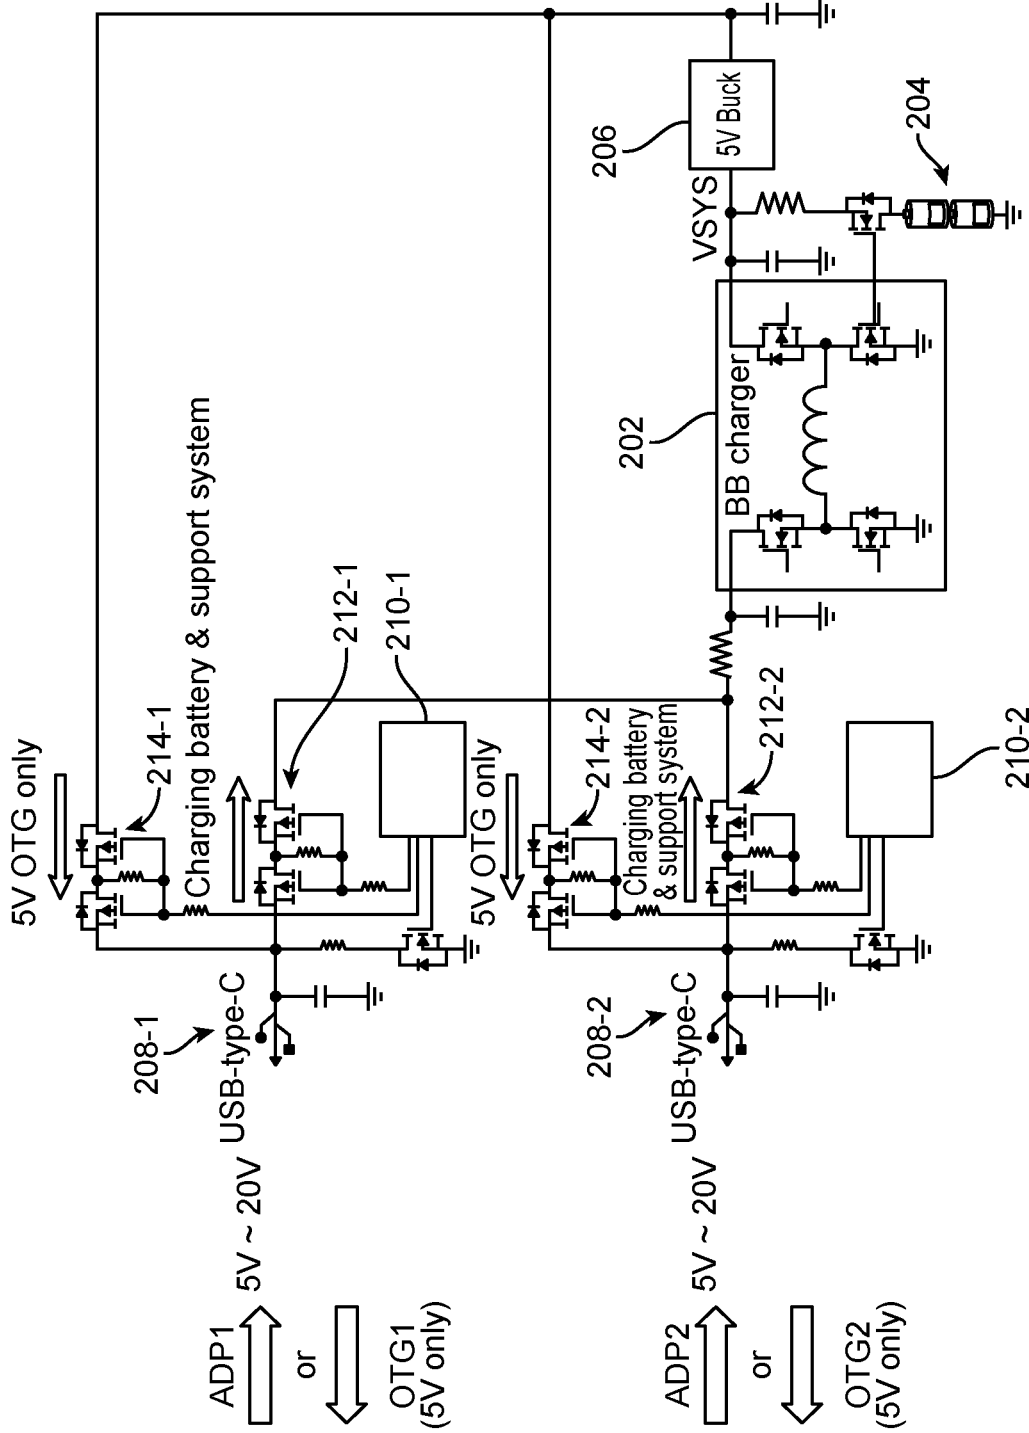 5V OTG only
214-1
Charging battery & support system
212-1
210-1
208-1
USB-type-C
ADP1
5V ~ 20V
or
OTG1
(5V only)
5V OTG only
214-2
Charging battery
& support system
212-2
210-2
208-2
USB-type-C
ADP2
5V ~ 20V
or
OTG2
(5V only)
202
BB charger
VSYS
206
5V Buck
204